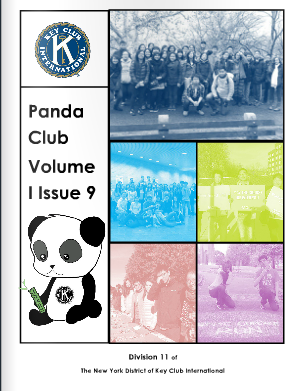 KEY CLUB
INTERNATIONAL
K
Panda
Club
Volume
I Issue 9
K
Division 11 of
The New York District of Key Club International